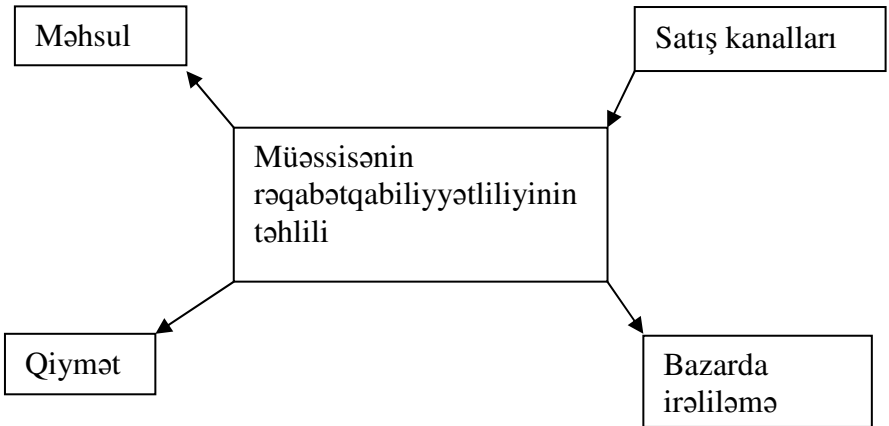 Məhsul
Satış kanalları
Müəssisənin
rəqabətqabiliyyətliliyinin
təhlili
Qiymət
Bazarda
irəliləmə